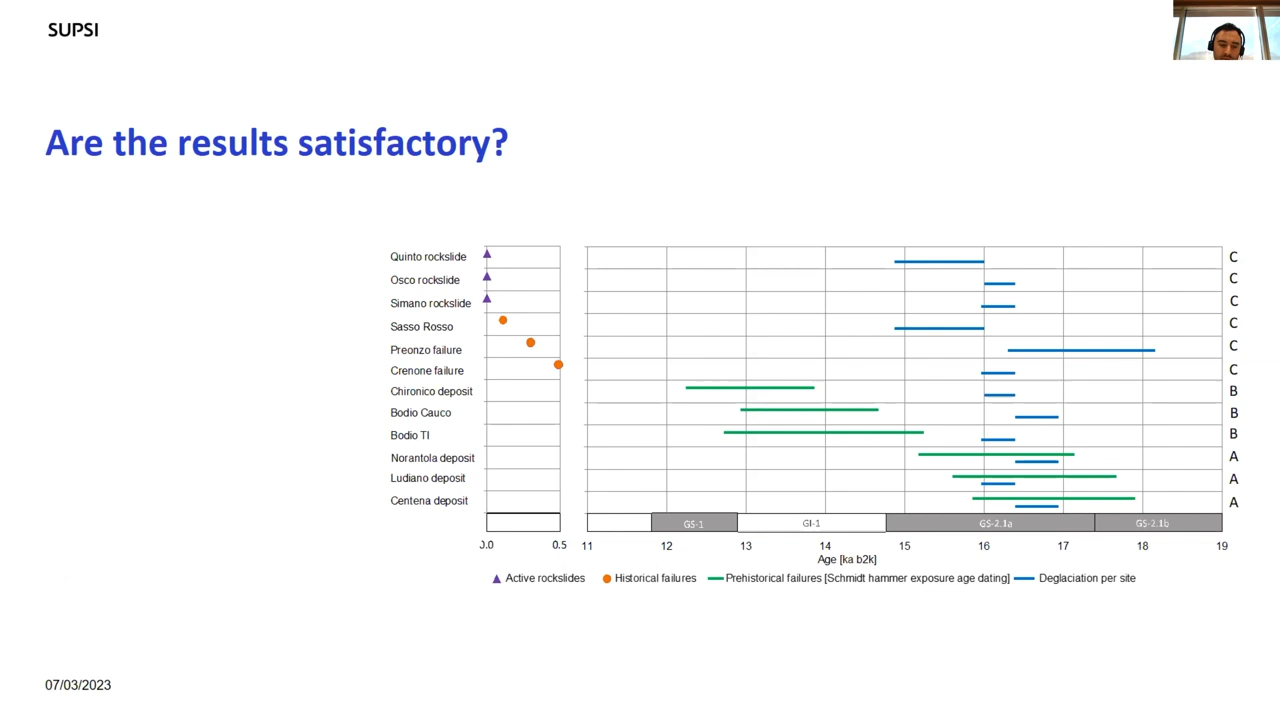 SUPSI
Are the results satisfactory?
Quinto rockslide C
Osco rockslide C
Simano rockslide C
Sasso Rosso C
Preonzo failure C
Crenone failure C
Chironico deposit B
Bodio Cauco B
Bodio TI B
Norantola deposit A
Ludiano deposit A
Centena deposit A
GS-1 GI-1 GS-2.1a GS-2.1b
0.0 0.5 11 12 13 14 15 16 17 18 19
Age [ka b2k]
Active rockslides Historical failures Prehistorical failures [Schmidt hammer exposure age dating] Deglaciation per site
07/03/2023